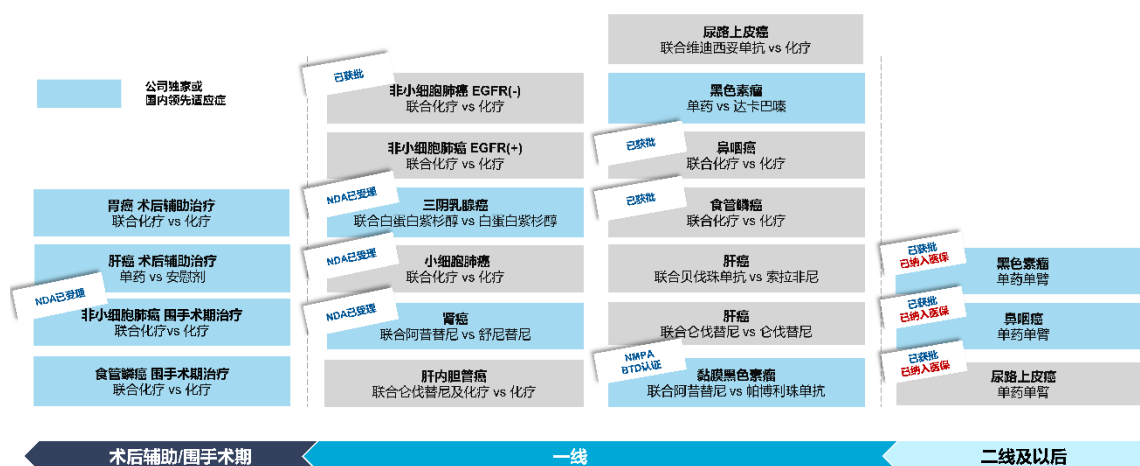 公司独家或
国内领先适应症
胃癌 术后辅助治疗
联合化疗 vs 化疗
肝癌 术后辅助治疗
单药 vs 安慰剂
NDA已受理
非小细胞肺癌 围手术期治疗
联合化疗vs 化疗
食管鳞癌 围手术期治疗
联合化疗 vs 化疗
已获批
非小细胞肺癌 EGFR(-)
联合化疗 vs 化疗
非小细胞肺癌 EGFR(+)
联合化疗 vs 化疗
NDA已受理
三阴乳腺癌
联合白蛋白紫杉醇 vs 白蛋白紫杉醇
NDA已受理
小细胞肺癌
联合化疗 vs 化疗
NDA已受理
肾癌
联合阿昔替尼 vs 舒尼替尼
肝内胆管癌
联合仑伐替尼及化疗 vs 化疗
尿路上皮癌
联合维迪西妥单抗 vs 化疗
黑色素瘤
单药 vs 达卡巴嗪
已获批
鼻咽癌
联合化疗 vs 化疗
已获批
食管鳞癌
联合化疗 vs 化疗
肝癌
联合贝伐珠单抗 vs 索拉非尼
肝癌
联合仑伐替尼 vs 仑伐替尼
NMPA
BTD认证
黏膜黑色素瘤
联合阿昔替尼 vs 帕博利珠单抗
已获批
已纳入医保
黑色素瘤
单药单臂
已获批
已纳入医保
鼻咽癌
单药单臂
已获批
已纳入医保
尿路上皮癌
单药单臂
术后辅助/围手术期
一线
二线及以后